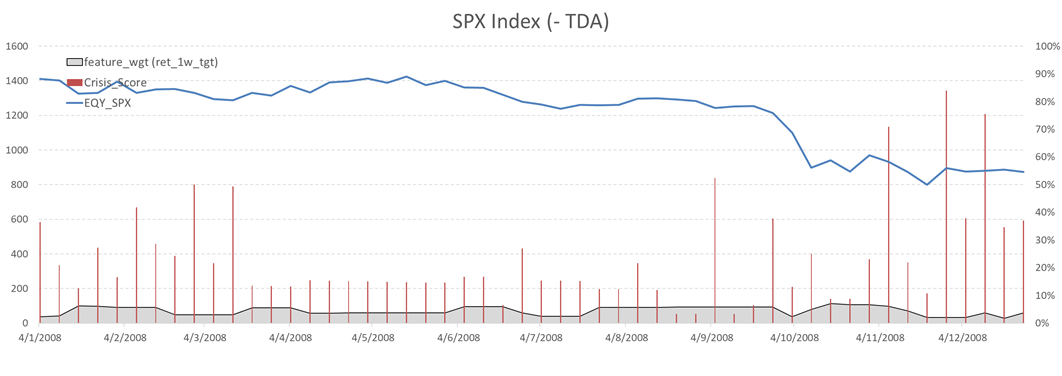 SPX Index (- TDA)
1600 100%
1400 90%
1200 80%
1000 70%
800 60%
600 50%
400 40%
200 30%
0 20%
10%
0%
feature_wgt (ret_1w_tgt)
Crisis_Score
EQY_SPX
4/1/2008 4/2/2008 4/3/2008 4/4/2008 4/5/2008 4/6/2008 4/7/2008 4/8/2008 4/9/2008 4/10/2008 4/11/2008 4/12/2008